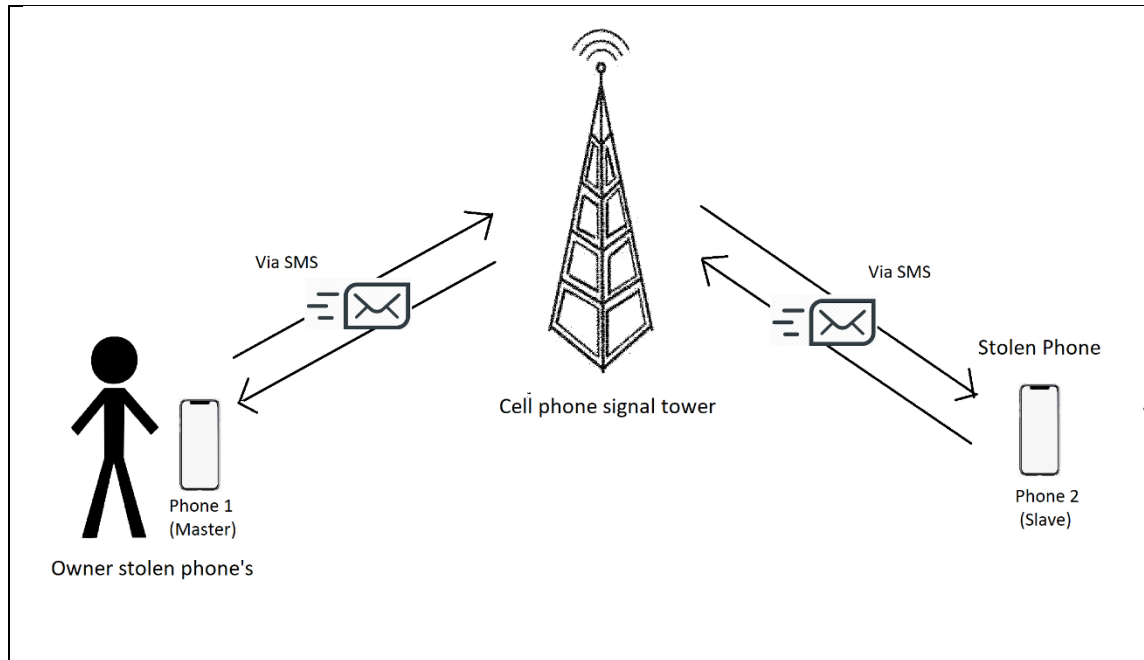 Via SMS
Via SMS
Stolen Phone
Cell phone signal tower
Phone 1
(Master)
Phone 2
(Slave)
Owner stolen phone's